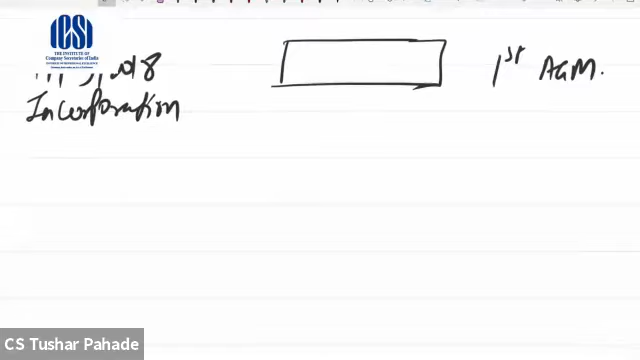 ICSI
THE INSTITUTE OF
Company Secretaries of India
1st AGM.
Incorporation
CS Tushar Pahade